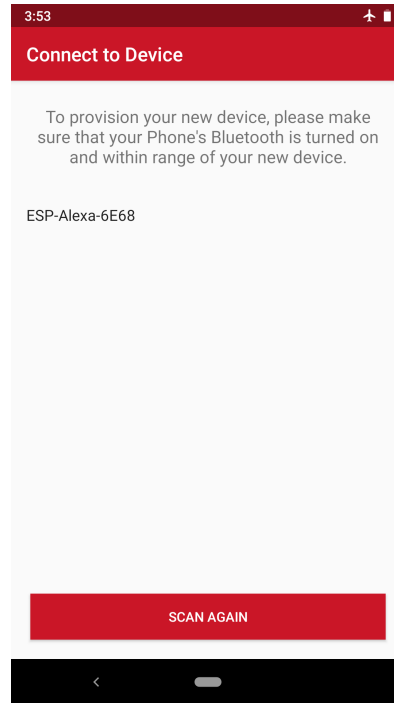 3:53
Connect to Device
To provision your new device, please make
sure that your Phone's Bluetooth is turned on
and within range of your new device.
ESP-Alexa-6E68
SCAN AGAIN